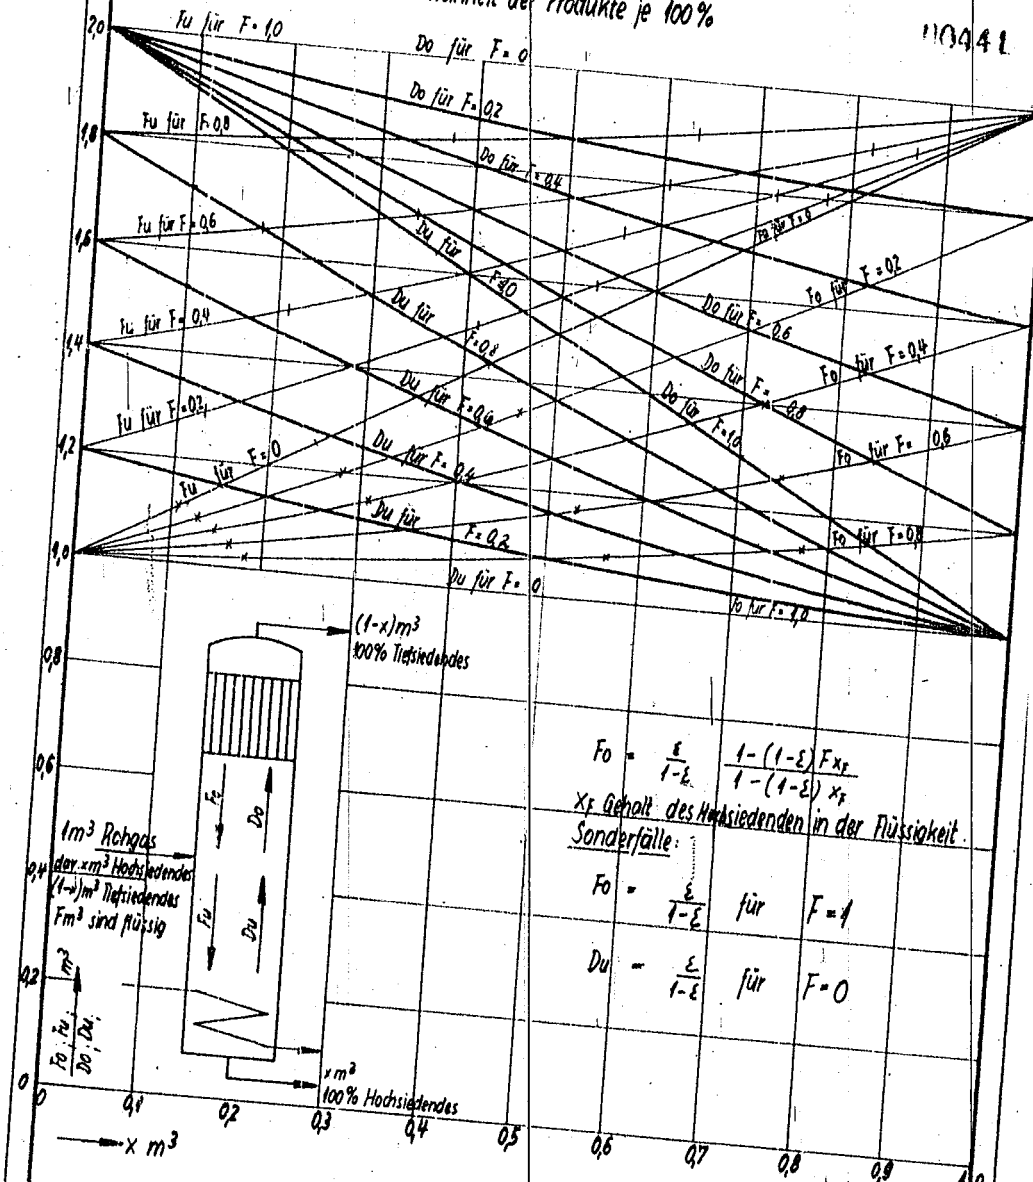 der Produkte je 100%
2,0
Fu für F = 1,0
Do für F = 0
Do für F = 0,2
1,8
Fu für F = 0,8
Do für F = 0,4
1,6
Fu für F = 0,6
Du für F = 1,0
Fo für F = 0
Fo für F = 0,2
Du für F = 0,8
Do für F = 0,6
1,4
Fu für F = 0,4
Fo für F = 0,4
Du für F = 0,6
Do für F = 0,8
Do für F = 1,0
1,2
Fu für F = 0,2
Fu für F = 0
Du für F = 0,4
Fo für F = 0,6
Du für F = 0,2
Fo für F = 0,8
1,0
Du für F = 0
Fo für F = 1,0
(1-x)m³
100% Tiefsiedendes
0,8
0,6
Fo = ε/(1-ε) (1-(1-ε) F x_F)/(1-(1-ε) x_F)
x_F Gehalt des Hochsiedenden in der Flüssigkeit.
Sonderfälle:
Fo Do
1m³ Rohgas
dav. x m³ Hochsiedendes
0,4
(1-x)m³ Tiefsiedendes
F m³ sind flüssig
Fu Du
Fo = ε/(1-ε) für F = 1
Du = ε/(1-ε) für F = 0
0,2
m³
Fo; Fu;
Do; Du;
xm³
100% Hochsiedendes
0
0 0,1 0,2 0,3 0,4 0,5 0,6 0,7 0,8 0,9 1,0
x m³